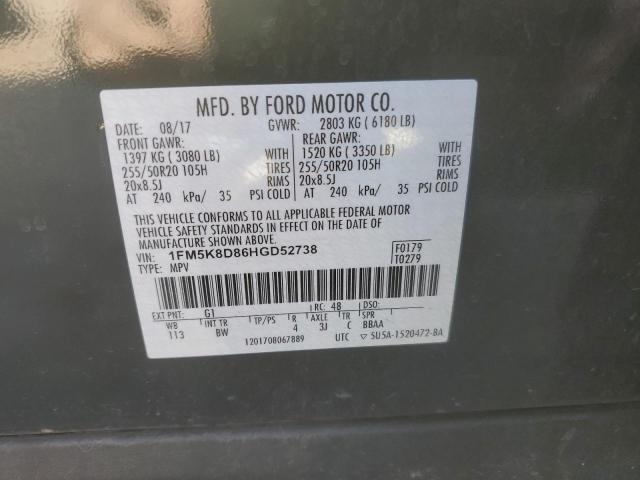 MFD. BY FORD MOTOR CO.
DATE: 08/17 GVWR: 2803 KG ( 6180 LB)
FRONT GAWR: REAR GAWR:
1397 KG ( 3080 LB) WITH 1520 KG ( 3350 LB) WITH
255/50R20 105H TIRES 255/50R20 105H TIRES
20x8.5J RIMS 20x8.5J RIMS
AT 240 kPa/ 35 PSI COLD AT 240 kPa/ 35 PSI COLD
THIS VEHICLE CONFORMS TO ALL APPLICABLE FEDERAL MOTOR
VEHICLE SAFETY STANDARDS IN EFFECT ON THE DATE OF
MANUFACTURE SHOWN ABOVE.
VIN: 1FM5K8D86HGD52738 F0179
TYPE: MPV T0279
EXT PNT: G1 RC: 48 DSO:
WB INT TR TP/PS R AXLE TR SPR
113 BW 4 3J C BBAA
1201708067889 UTC ▽ 5U5A-1520472-BA